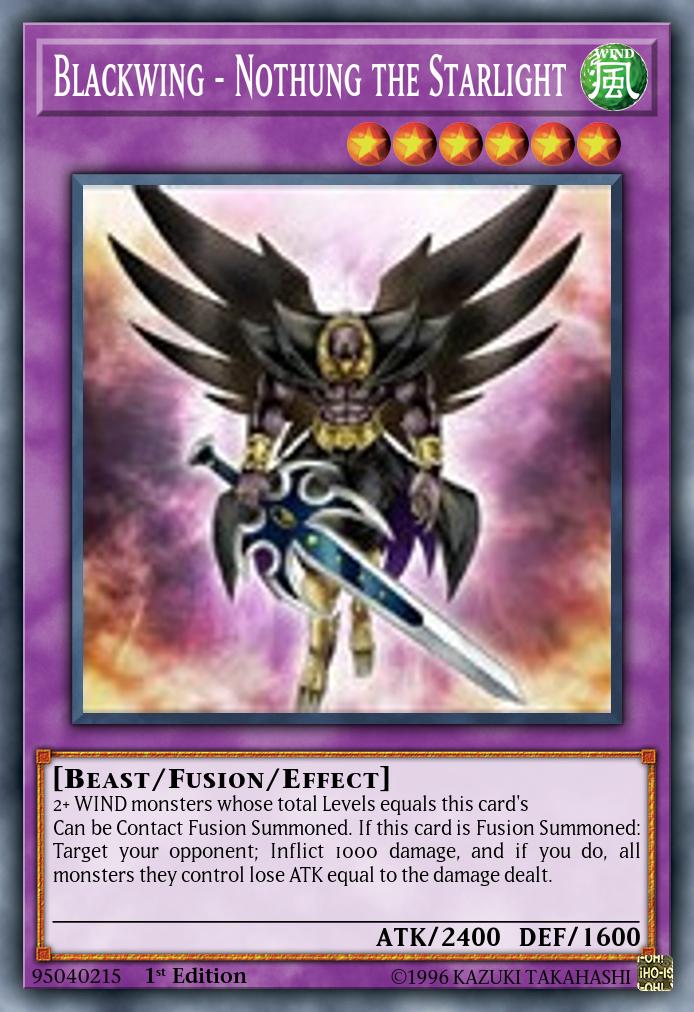 BLACKWING - NOTHUNG THE STARLIGHT
WIND
風
[BEAST/FUSION/EFFECT]
2+ WIND monsters whose total Levels equals this card's
Can be Contact Fusion Summoned. If this card is Fusion Summoned:
Target your opponent; Inflict 1000 damage, and if you do, all
monsters they control lose ATK equal to the damage dealt.
ATK/2400 DEF/1600
95040215 1st Edition ©1996 KAZUKI TAKAHASHI